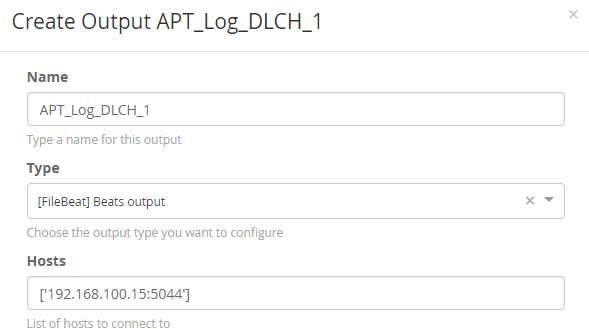 Create Output APT_Log_DLCH_1
×
Name
APT_Log_DLCH_1
Type a name for this output
Type
[FileBeat] Beats output
×
Choose the output type you want to configure
Hosts
['192.168.100.15:5044']
List of hosts to connect to